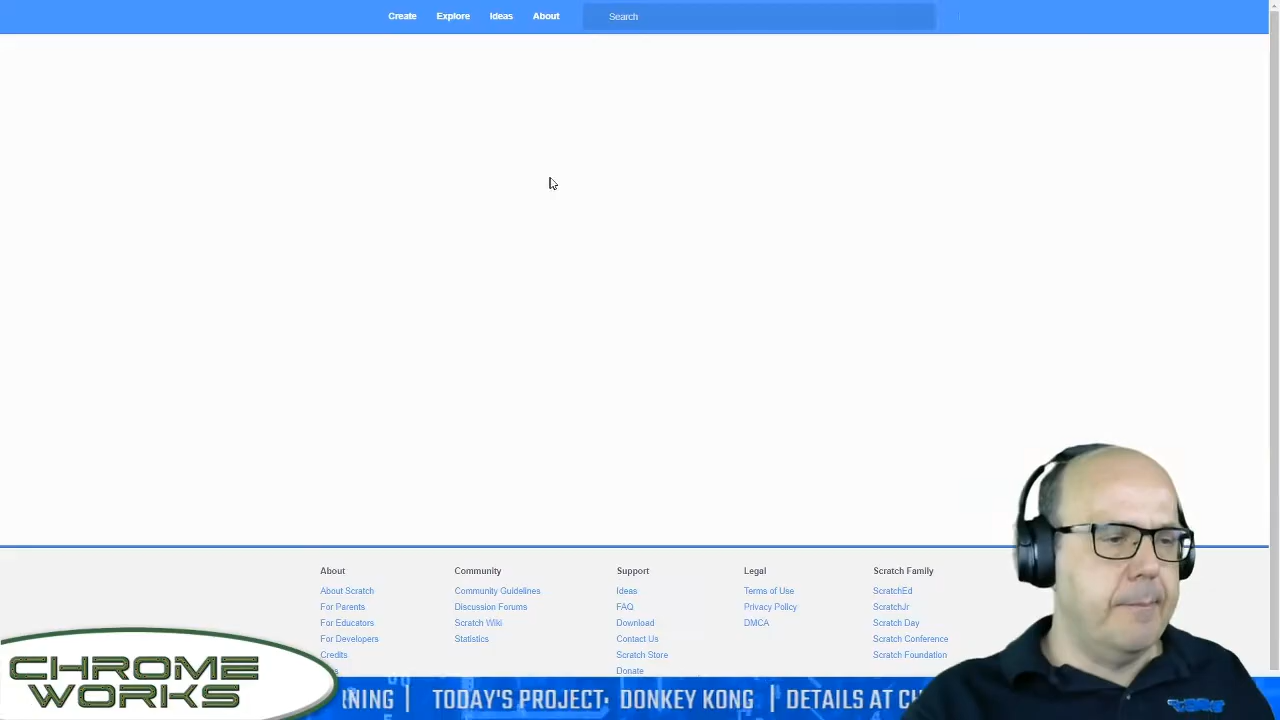 Create Explore Ideas About Search
About Community Support Legal Scratch Family
About Scratch Community Guidelines Ideas Terms of Use ScratchEd
For Parents Discussion Forums FAQ Privacy Policy ScratchJr
For Educators Scratch Wiki Download DMCA Scratch Day
For Developers Statistics Contact Us Scratch Conference
Credits Scratch Store Scratch Foundation
Donate
CHROME
WORKS
NING | TODAY'S PROJECT: DONKEY KONG | DETAILS AT CH